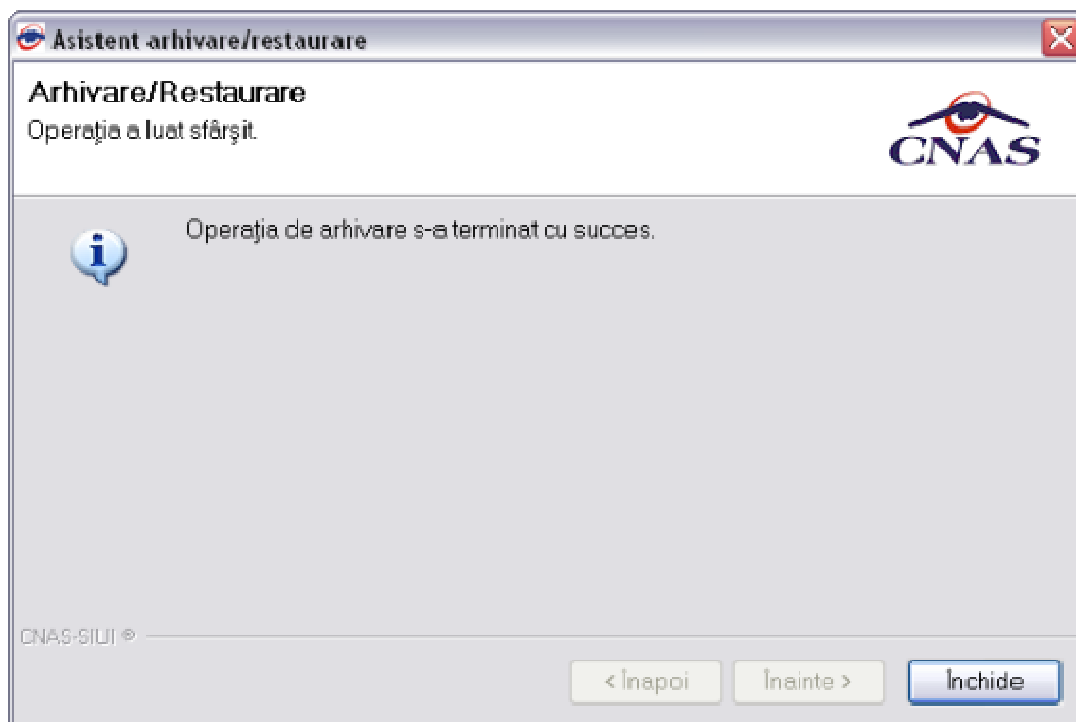 Asistent arhivare/restaurare
Arhivare/Restaurare
Operaţia a luat sfârşit.
CNAS
Operaţia de arhivare s-a terminat cu succes.
CNAS-SIUI ®
< Înapoi
Înainte >
Închide